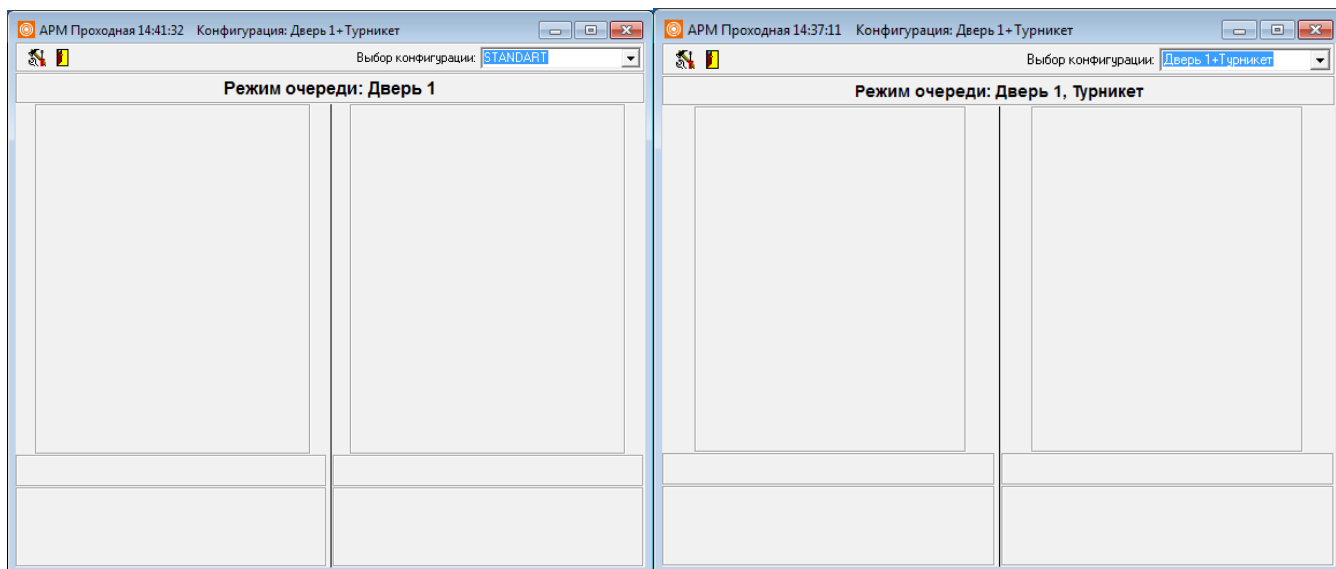 АРМ Проходная 14:41:32 Конфигурация: Дверь 1+Турникет
Выбор конфигурации: STANDART
Режим очереди: Дверь 1
АРМ Проходная 14:37:11 Конфигурация: Дверь 1+Турникет
Выбор конфигурации: Дверь 1+Турникет
Режим очереди: Дверь 1, Турникет